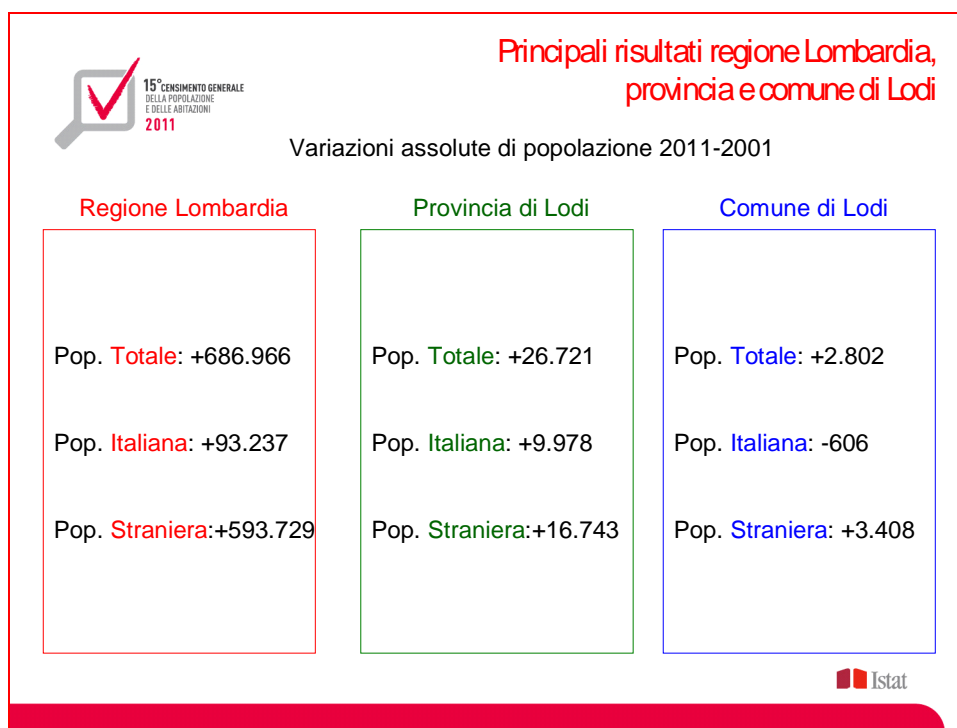 Principali risultati regione Lombardia,
provincia e comune di Lodi
15° CENSIMENTO GENERALE
DELLA POPOLAZIONE
E DELLE ABITAZIONI
2011
Variazioni assolute di popolazione 2011-2001
Regione Lombardia
Pop. Totale: +686.966
Pop. Italiana: +93.237
Pop. Straniera:+593.729
Provincia di Lodi
Pop. Totale: +26.721
Pop. Italiana: +9.978
Pop. Straniera:+16.743
Comune di Lodi
Pop. Totale: +2.802
Pop. Italiana: -606
Pop. Straniera: +3.408
Istat